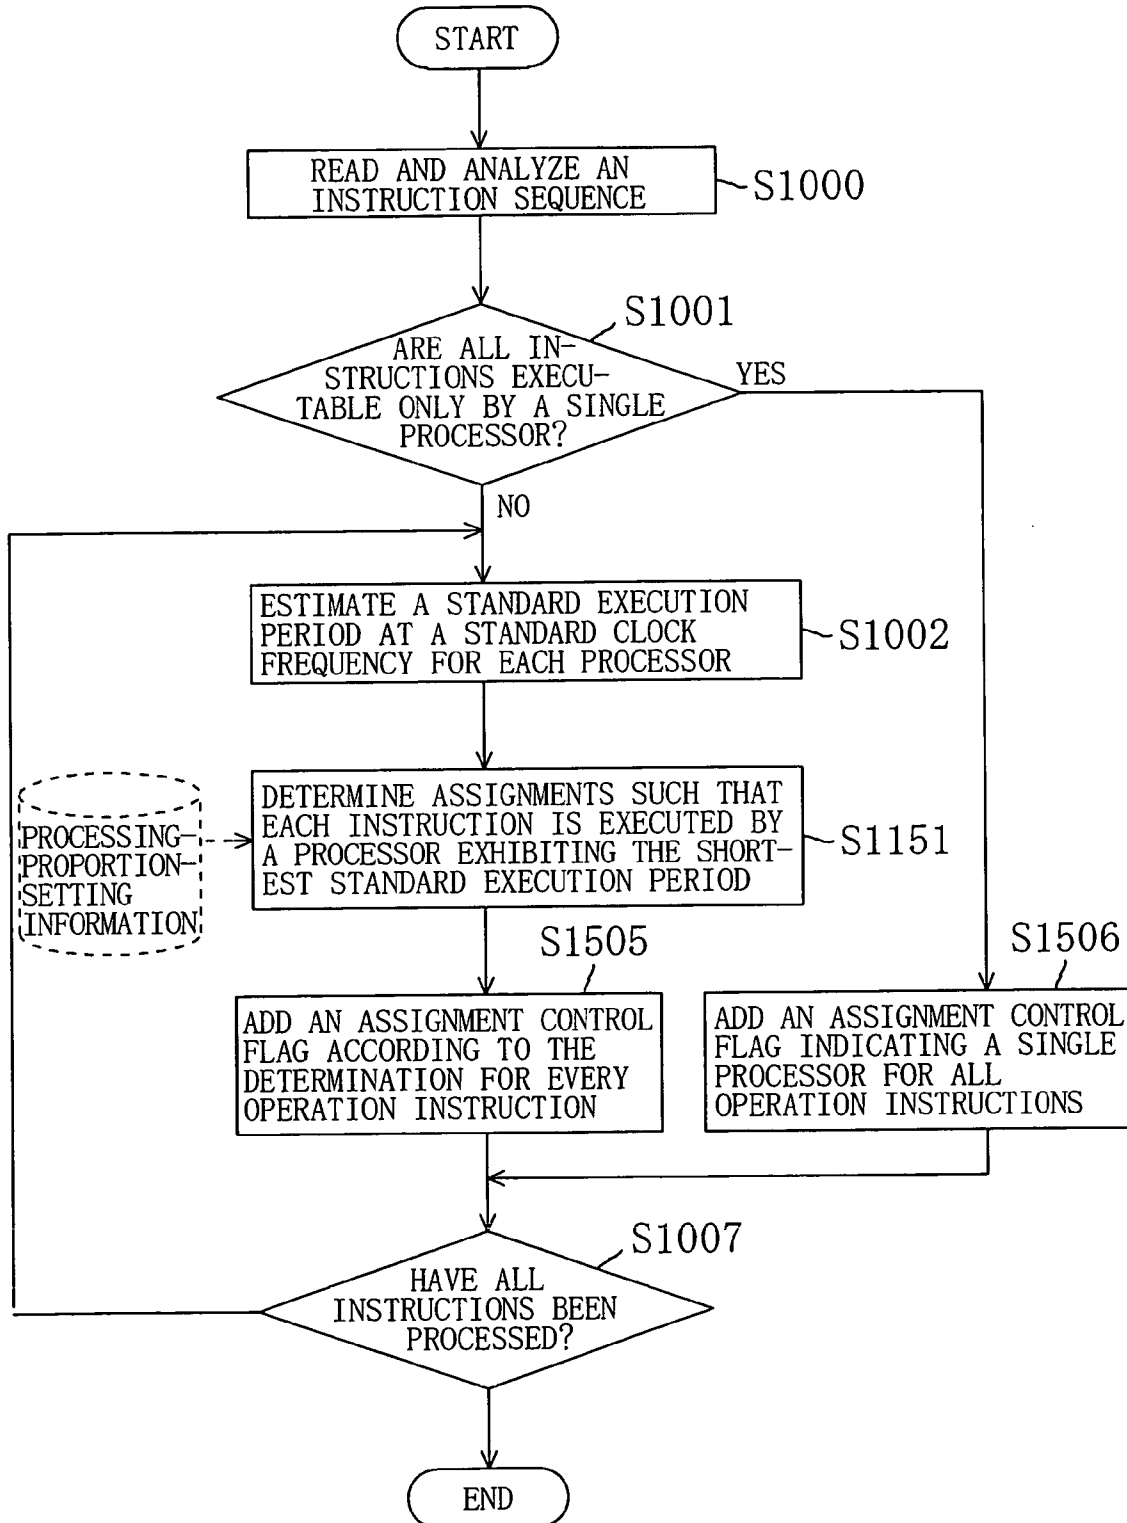 START
READ AND ANALYZE AN
INSTRUCTION SEQUENCE
S1000
S1001
ARE ALL IN-
STRUCTIONS EXECU-
TABLE ONLY BY A SINGLE
PROCESSOR?
YES
NO
ESTIMATE A STANDARD EXECUTION
PERIOD AT A STANDARD CLOCK
FREQUENCY FOR EACH PROCESSOR
S1002
PROCESSING-
PROPORTION-
SETTING
INFORMATION
DETERMINE ASSIGNMENTS SUCH THAT
EACH INSTRUCTION IS EXECUTED BY
A PROCESSOR EXHIBITING THE SHORT-
EST STANDARD EXECUTION PERIOD
S1151
S1505
ADD AN ASSIGNMENT CONTROL
FLAG ACCORDING TO THE
DETERMINATION FOR EVERY
OPERATION INSTRUCTION
S1506
ADD AN ASSIGNMENT CONTROL
FLAG INDICATING A SINGLE
PROCESSOR FOR ALL
OPERATION INSTRUCTIONS
S1007
HAVE ALL
INSTRUCTIONS BEEN
PROCESSED?
END